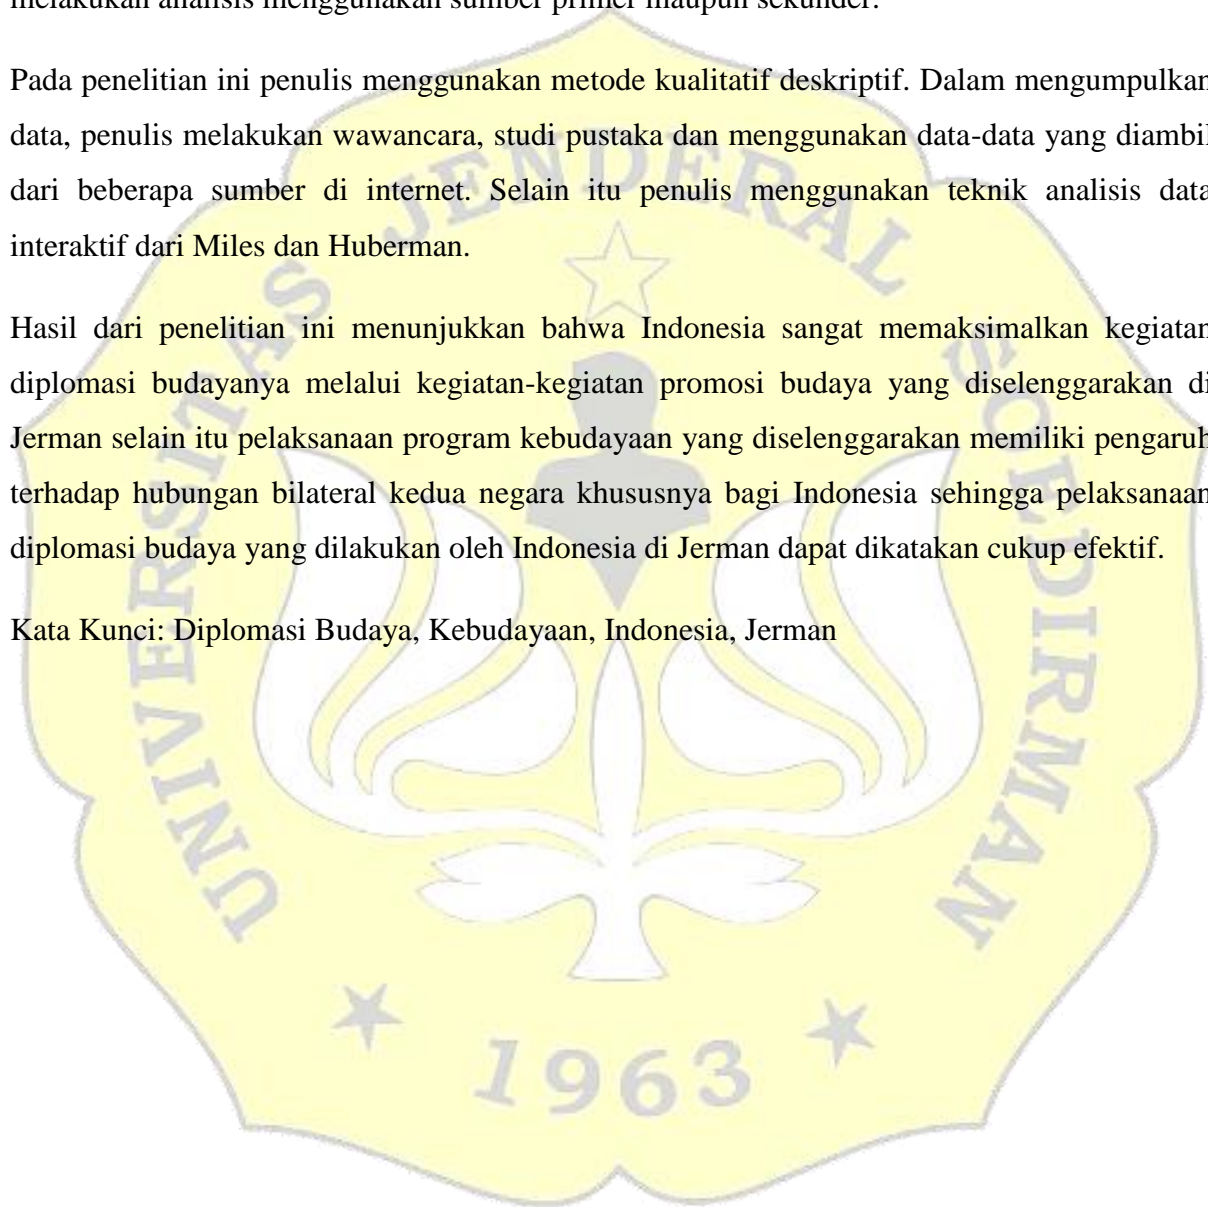 melakukan analisis menggunakan sumber primer maupun sekunder.
Pada penelitian ini penulis menggunakan metode kualitatif deskriptif. Dalam mengumpulkan
data, penulis melakukan wawancara, studi pustaka dan menggunakan data-data yang diambil
dari beberapa sumber di internet. Selain itu penulis menggunakan teknik analisis data
interaktif dari Miles dan Huberman.
Hasil dari penelitian ini menunjukkan bahwa Indonesia sangat memaksimalkan kegiatan
diplomasi budayanya melalui kegiatan-kegiatan promosi budaya yang diselenggarakan di
Jerman selain itu pelaksanaan program kebudayaan yang diselenggarakan memiliki pengaruh
terhadap hubungan bilateral kedua negara khususnya bagi Indonesia sehingga pelaksanaan
diplomasi budaya yang dilakukan oleh Indonesia di Jerman dapat dikatakan cukup efektif.
Kata Kunci: Diplomasi Budaya, Kebudayaan, Indonesia, Jerman
UNIVERSITAS JENDERAL SOEDIRMAN
1963